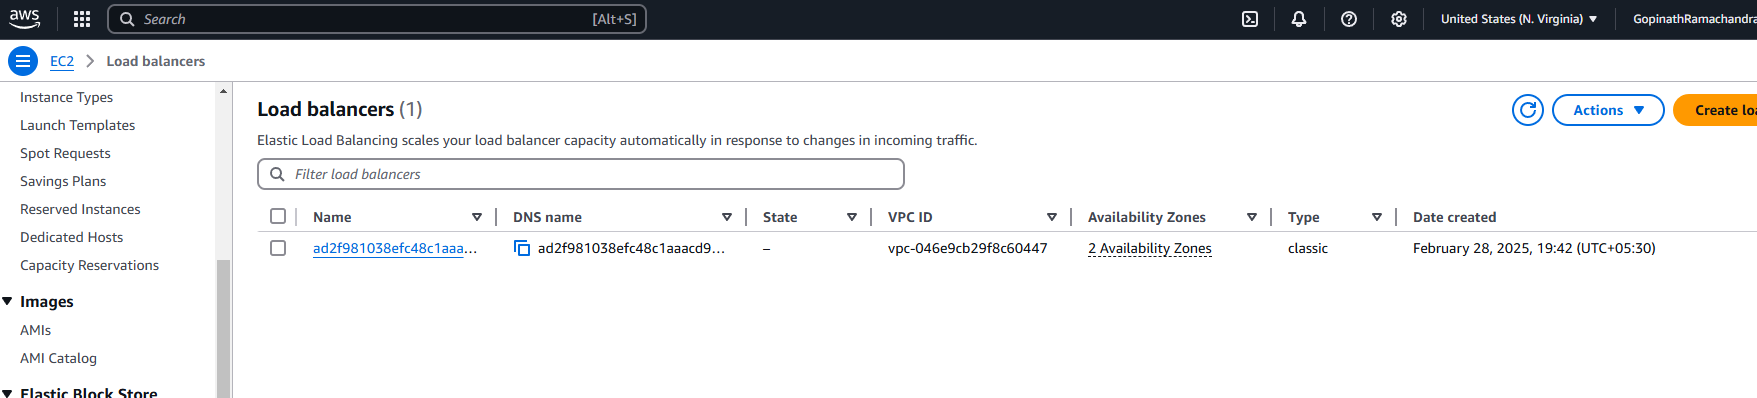 aws
Search [Alt+S]
United States (N. Virginia)
GopinathRamachandra
EC2
Load balancers
Instance Types
Launch Templates
Spot Requests
Savings Plans
Reserved Instances
Dedicated Hosts
Capacity Reservations
Images
AMIs
AMI Catalog
Elastic Block Store
Load balancers (1)
Actions
Create loa
Elastic Load Balancing scales your load balancer capacity automatically in response to changes in incoming traffic.
Filter load balancers
Name DNS name State VPC ID Availability Zones Type Date created
ad2f981038efc48c1aaa... ad2f981038efc48c1aaacd9... – vpc-046e9cb29f8c60447 2 Availability Zones classic February 28, 2025, 19:42 (UTC+05:30)